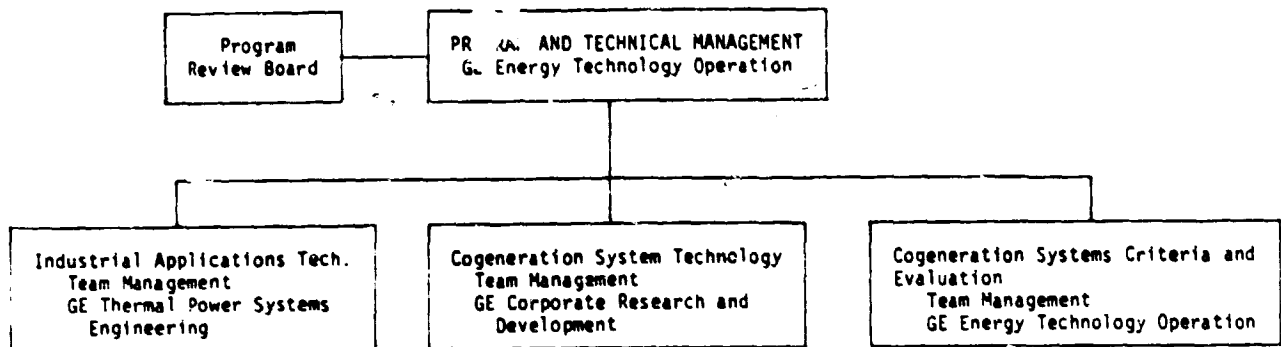 Program
Review Board
PR AND TECHNICAL MANAGEMENT
Energy Technology Operation
Industrial Applications Tech.
Team Management
GE Thermal Power Systems
Engineering
Cogeneration System Technology
Team Management
GE Corporate Research and
Development
Cogeneration Systems Criteria and
Evaluation
Team Management
GE Energy Technology Operation